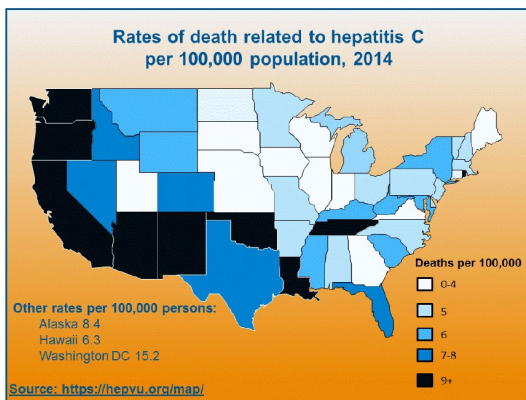 Rates of death related to hepatitis C
per 100,000 population, 2014
Deaths per 100,000
0-4
5
6
7-8
9+
Other rates per 100,000 persons:
Alaska 8.4
Hawaii 6.3
Washington DC 15.2
Source: https://hepvu.org/map/